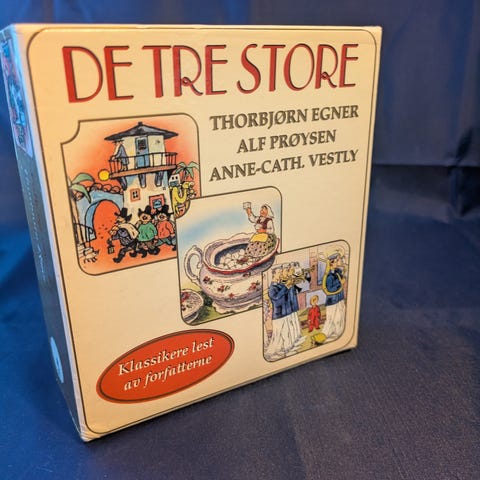 DE TRE STORE
THORBJØRN EGNER
ALF PRØYSEN
ANNE-CATH. VESTLY
Klassikere lest
av forfatterne